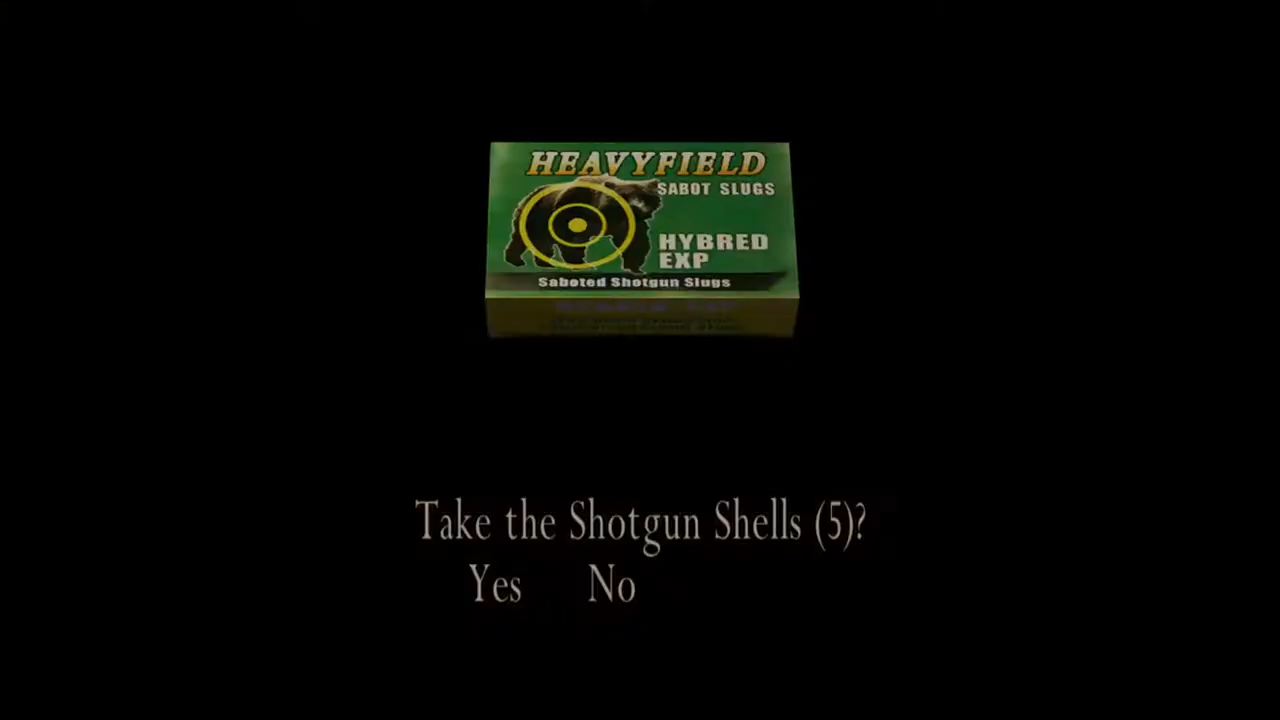 HEAVYFIELD
SABOT SLUGS
HYBRED
EXP
Saboted Shotgun Slugs
Take the Shotgun Shells (5)?
Yes No